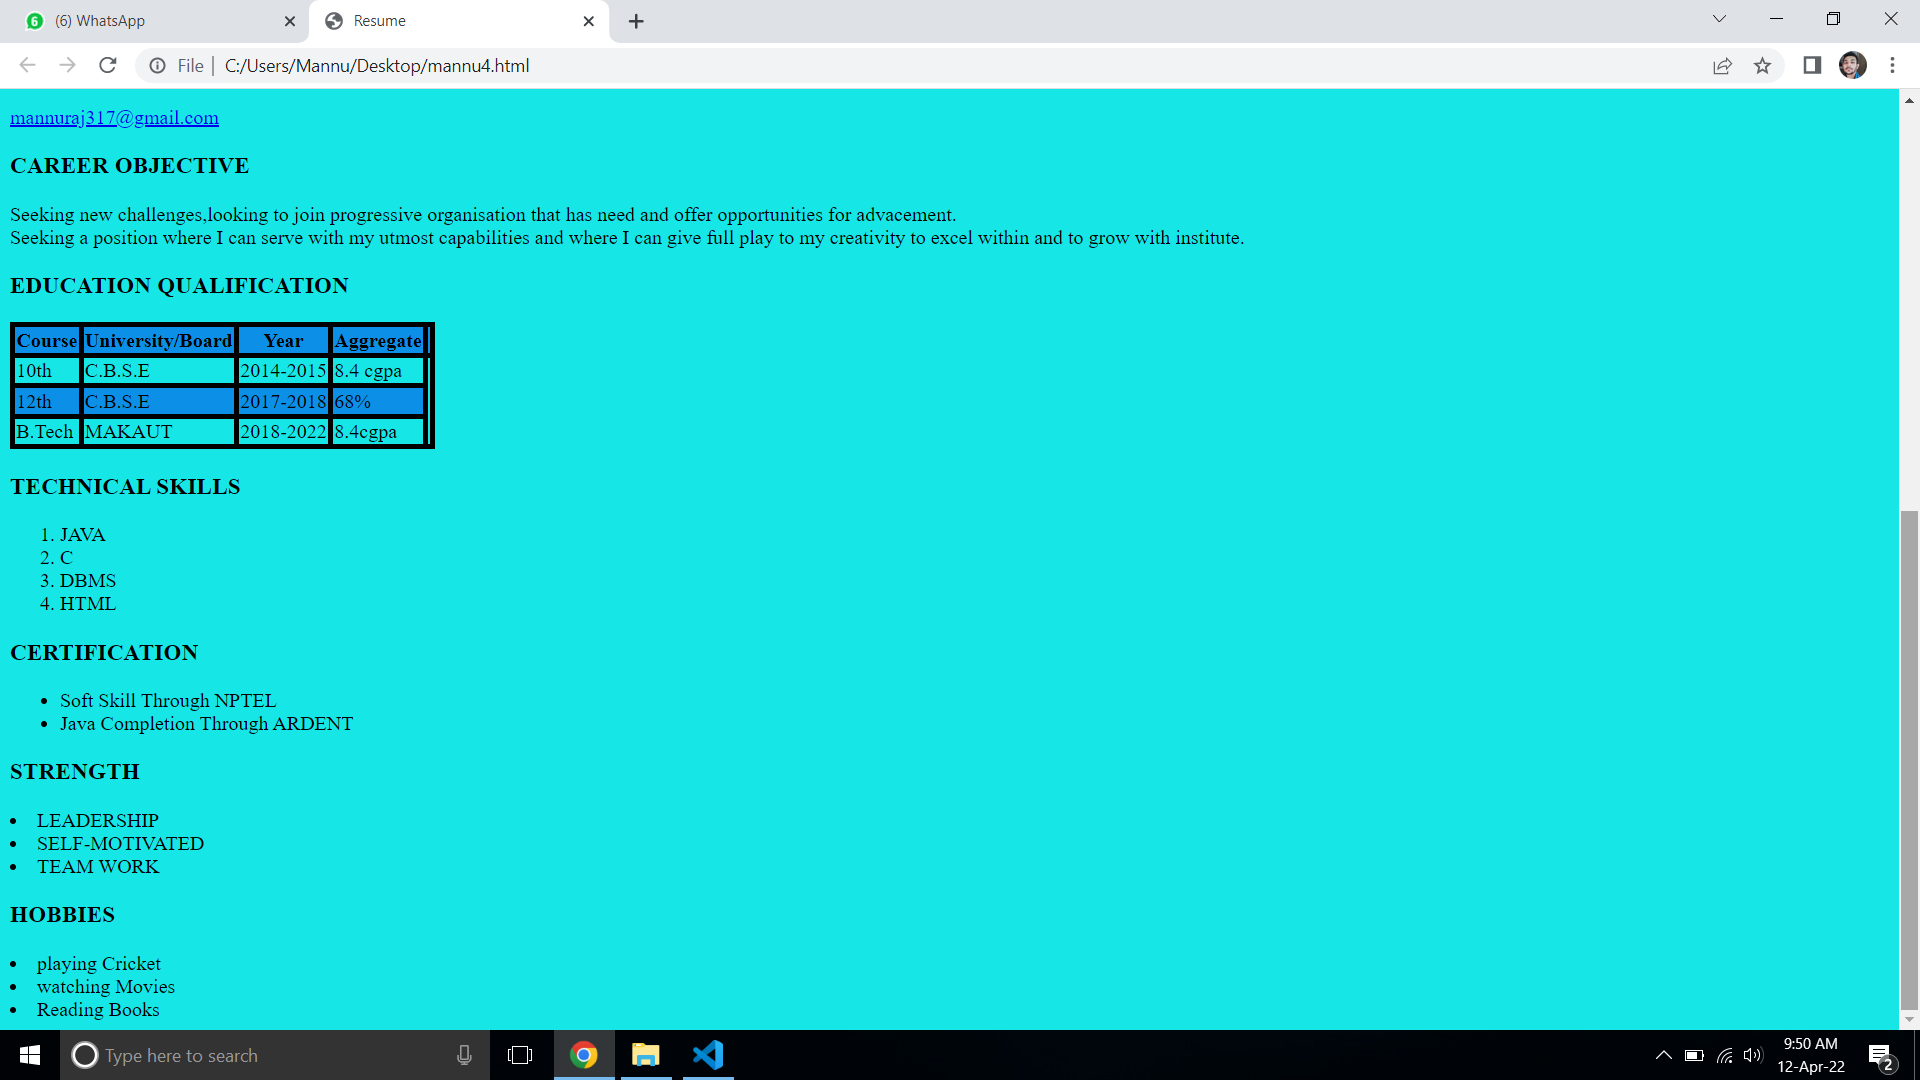 (6) WhatsApp
Resume
File
C:/Users/Mannu/Desktop/mannu4.html
mannuraj317@gmail.com
CAREER OBJECTIVE
Seeking new challenges,looking to join progressive organisation that has need and offer opportunities for advacement.
Seeking a position where I can serve with my utmost capabilities and where I can give full play to my creativity to excel within and to grow with institute.
EDUCATION QUALIFICATION
Course University/Board Year Aggregate
10th C.B.S.E 2014-2015 8.4 cgpa
12th C.B.S.E 2017-2018 68%
B.Tech MAKAUT 2018-2022 8.4cgpa
TECHNICAL SKILLS
1. JAVA
2. C
3. DBMS
4. HTML
CERTIFICATION
• Soft Skill Through NPTEL
• Java Completion Through ARDENT
STRENGTH
• LEADERSHIP
• SELF-MOTIVATED
• TEAM WORK
HOBBIES
• playing Cricket
• watching Movies
• Reading Books
Type here to search
9:50 AM
12-Apr-22
2